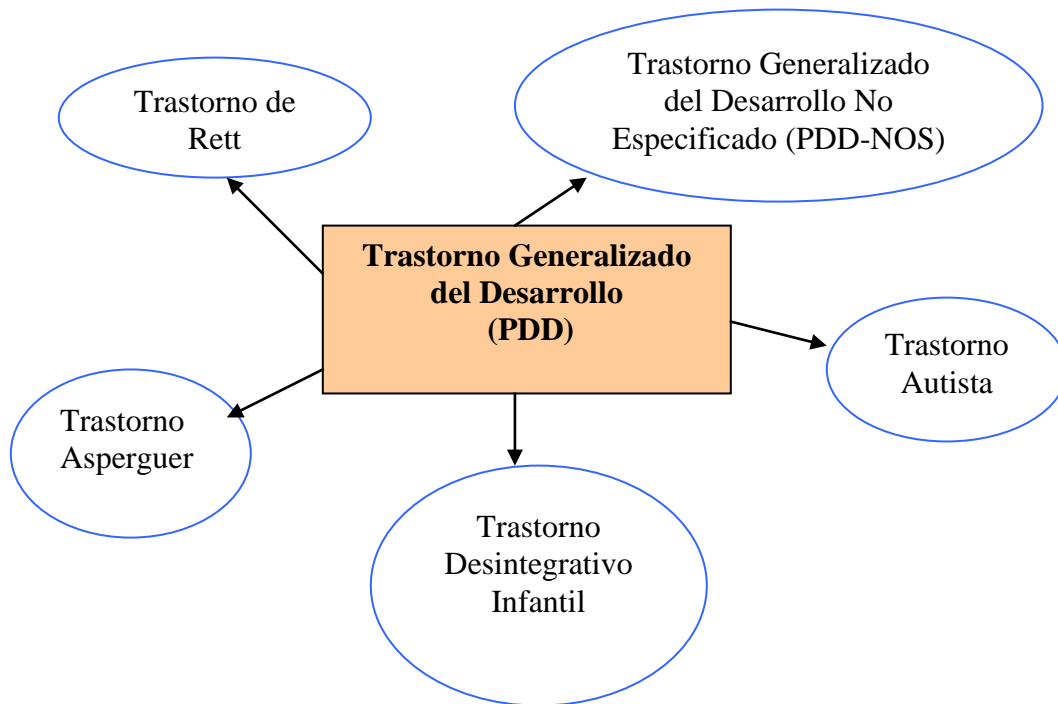 Trastorno de
Rett
Trastorno Generalizado
del Desarrollo No
Especificado (PDD-NOS)
Trastorno Generalizado
del Desarrollo
(PDD)
Trastorno
Autista
Trastorno
Asperguer
Trastorno
Desintegrativo
Infantil